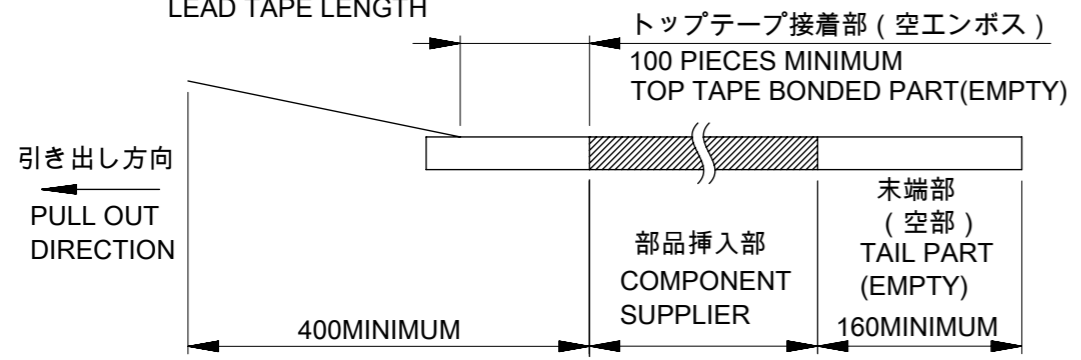 LEAD TAPE LENGTH
トップテープ接着部 ( 空エンボス )
100 PIECES MINIMUM
TOP TAPE BONDED PART(EMPTY)
引き出し方向
PULL OUT
DIRECTION
部品挿入部
COMPONENT
SUPPLIER
末端部
( 空部 )
TAIL PART
(EMPTY)
400MINIMUM
160MINIMUM